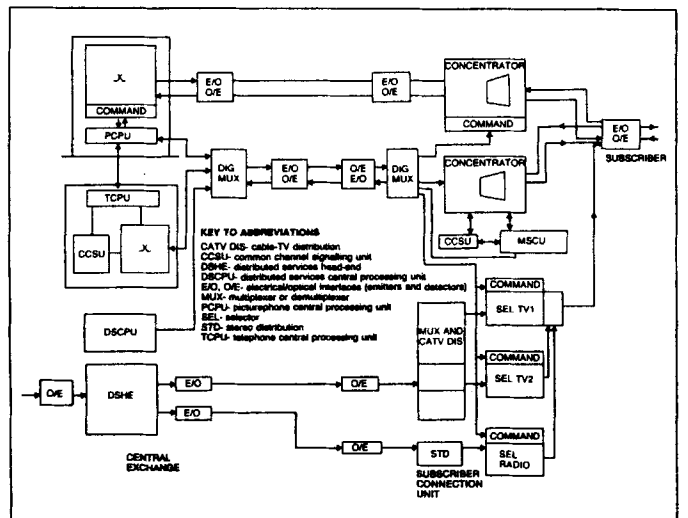 CONCENTRATOR
E/O
O/E
E/O
O/E
COMMAND
COMMAND
PCPU
E/O
O/E
SUBSCRIBER
DIG
MUX
E/O
O/E
O/E
E/O
DIG
MUX
CONCENTRATOR
TCPU
CCSU
CCSU
MSCU
KEY TO ABBREVIATIONS
CATV DIS- cable-TV distribution
CCSU- common channel signalling unit
DSHE- distributed services head-end
DSCPU- distributed services central processing unit
E/O, O/E- electrical/optical interfaces (emitters and detectors)
MUX- multiplexer or demultiplexer
PCPU- picturephone central processing unit
SEL- selector
STD- stereo distribution
TCPU- telephone central processing unit
DSCPU
COMMAND
SEL TV1
MUX AND
CATV DIS
COMMAND
SEL TV2
O/E
DSHE
E/O
O/E
E/O
O/E
STD
COMMAND
SEL
RADIO
CENTRAL
EXCHANGE
SUBSCRIBER
CONNECTION
UNIT